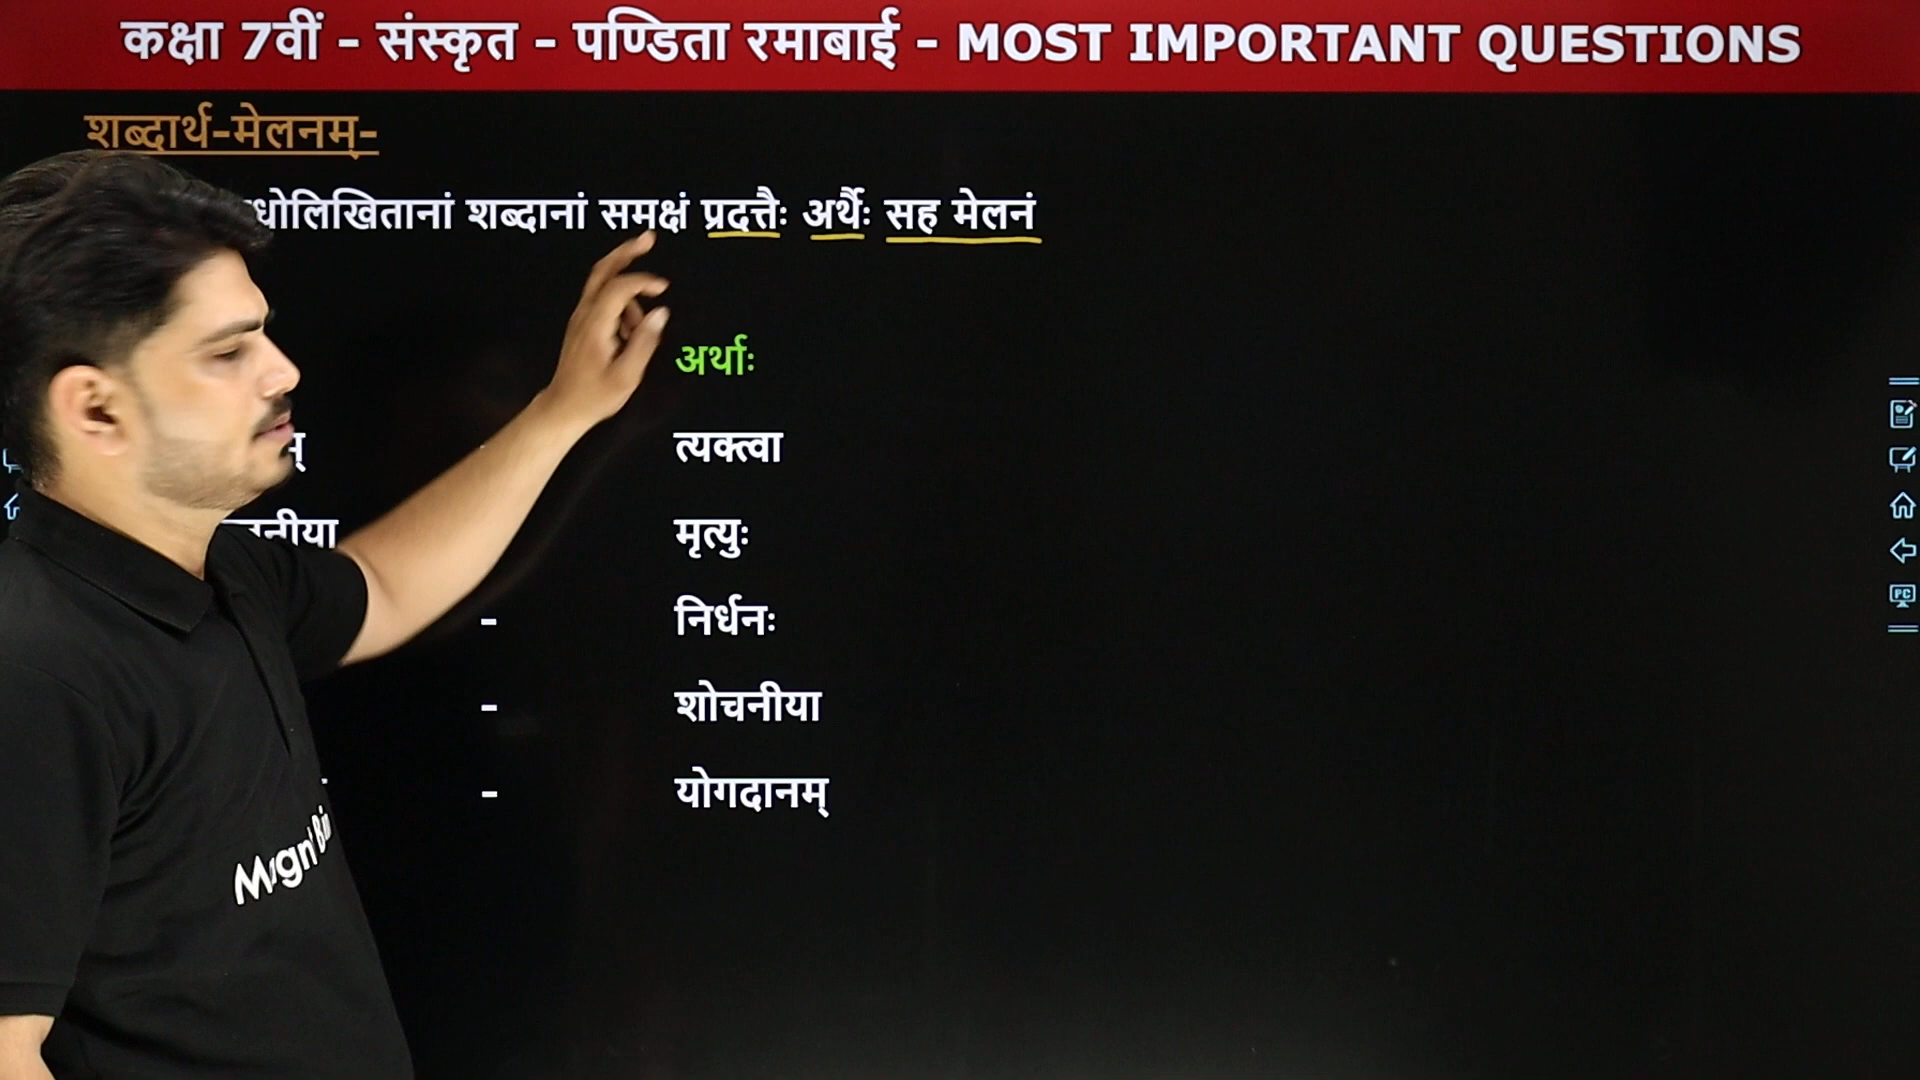 कक्षा 7वीं - संस्कृत - पण्डिता रमाबाई - MOST IMPORTANT QUESTIONS
शब्दार्थ-मेलनम्-
शब्दानां समक्षं प्रदत्तैः अर्थैः सह मेलनं
अर्थाः
त्यक्त्वा
मृत्युः
- निर्धनः
- शोचनीया
- योगदानम्
PC